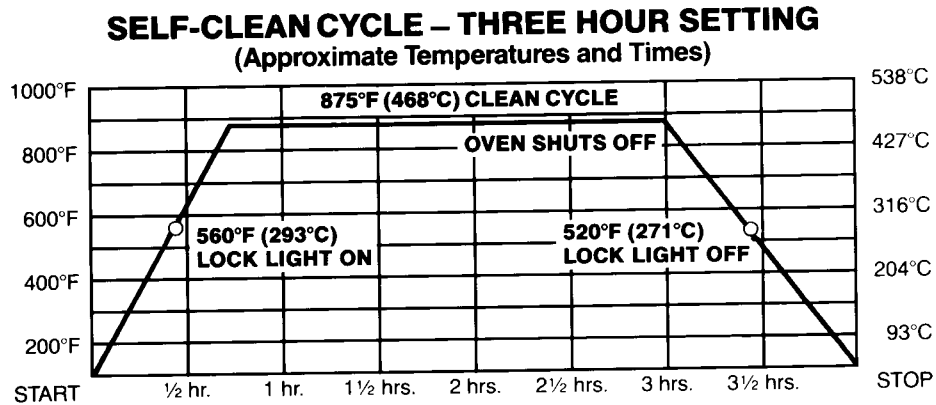 SELF-CLEAN CYCLE – THREE HOUR SETTING
(Approximate Temperatures and Times)
1000°F
538°C
875°F (468°C) CLEAN CYCLE
OVEN SHUTS OFF
800°F
427°C
600°F
316°C
560°F (293°C)
LOCK LIGHT ON
520°F (271°C)
LOCK LIGHT OFF
400°F
204°C
200°F
93°C
START
½ hr.
1 hr.
1½ hrs.
2 hrs.
2½ hrs.
3 hrs.
3½ hrs.
STOP